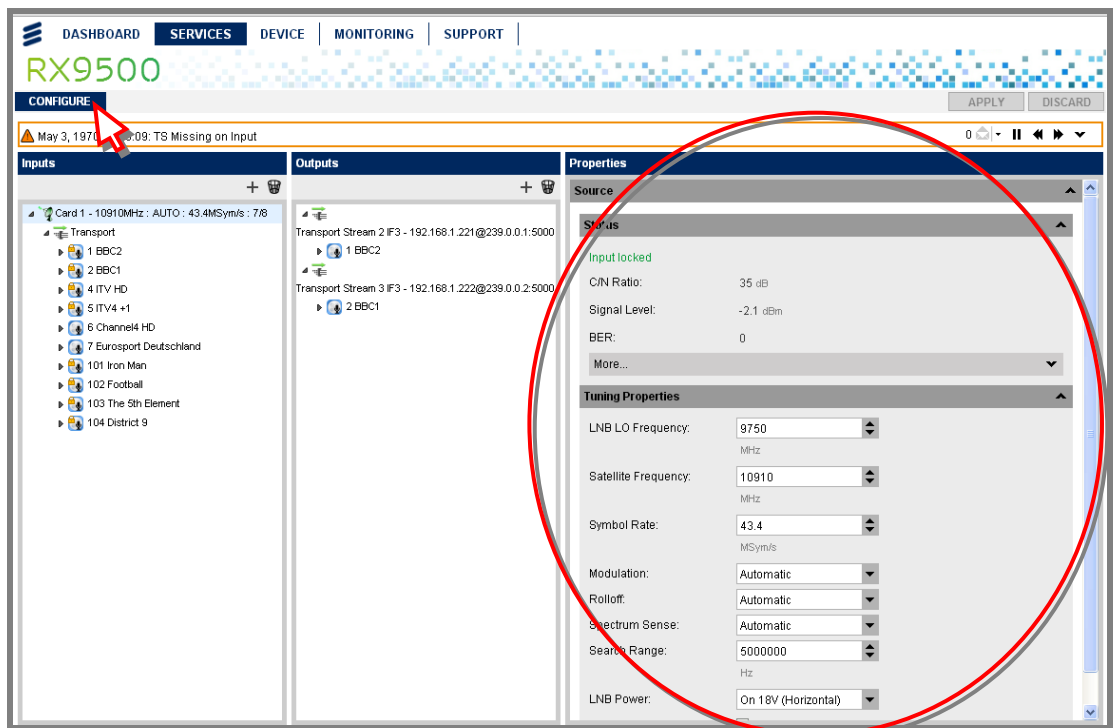 DASHBOARD SERVICES DEVICE MONITORING SUPPORT
RX9500
CONFIGURE
APPLY DISCARD
May 3, 1970 :09: TS Missing on Input
0
Inputs
Outputs
Properties
Card 1 - 10910MHz : AUTO : 43.4MSym/s : 7/8
Transport
1 BBC2
2 BBC1
4 ITV HD
5 ITV4 +1
6 Channel4 HD
7 Eurosport Deutschland
101 Iron Man
102 Football
103 The 5th Element
104 District 9
Transport Stream 2 IF3 - 192.168.1.221@239.0.0.1:5000
1 BBC2
Transport Stream 3 IF3 - 192.168.1.222@239.0.0.2:5000
2 BBC1
Source
Status
Input locked
C/N Ratio: 35 dB
Signal Level: -2.1 dBm
BER: 0
More...
Tuning Properties
LNB LO Frequency: 9750
MHz
Satellite Frequency: 10910
MHz
Symbol Rate: 43.4
MSym/s
Modulation: Automatic
Rolloff: Automatic
Spectrum Sense: Automatic
Search Range: 5000000
Hz
LNB Power: On 18V (Horizontal)